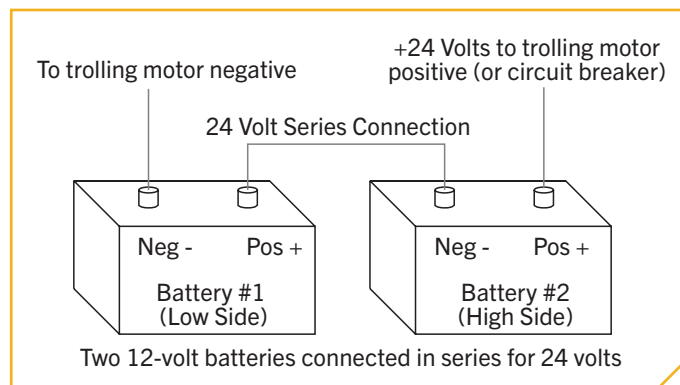 +24 Volts to trolling motor
positive (or circuit breaker)
To trolling motor negative
24 Volt Series Connection
Neg -
Pos +
Neg -
Pos +
Battery #1
(Low Side)
Battery #2
(High Side)
Two 12-volt batteries connected in series for 24 volts